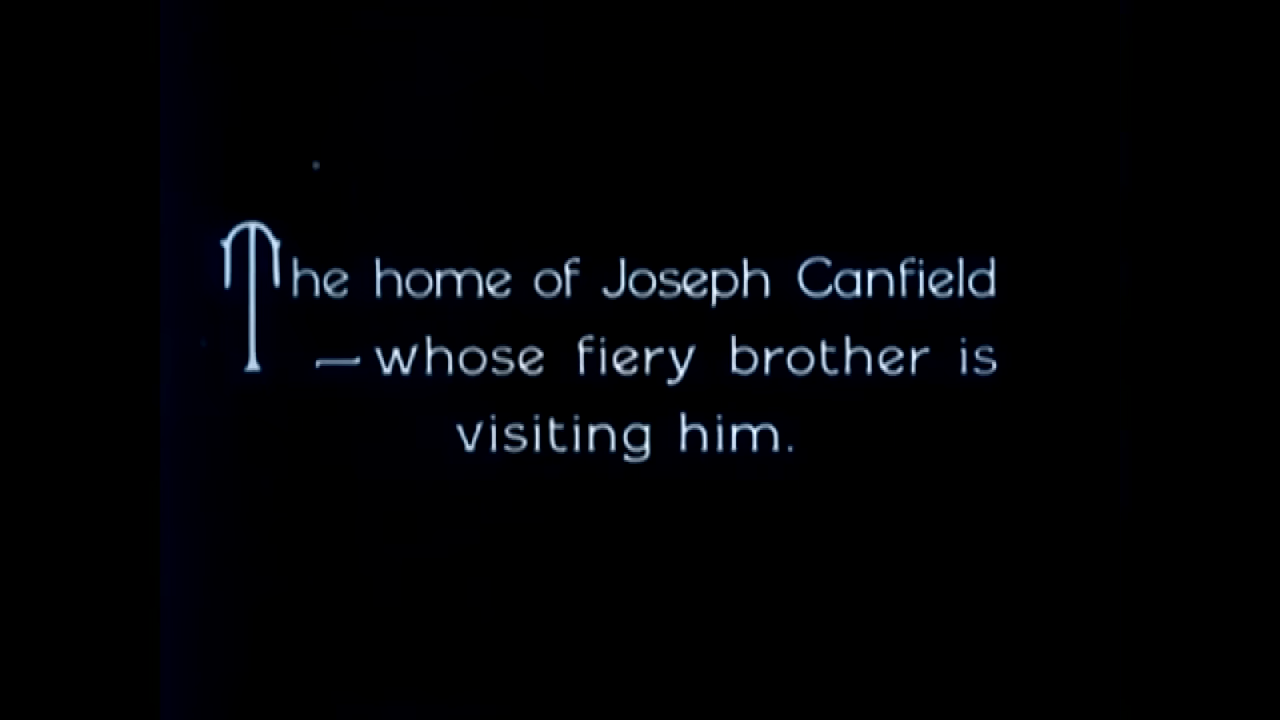 The home of Joseph Canfield
—whose fiery brother is
visiting him.